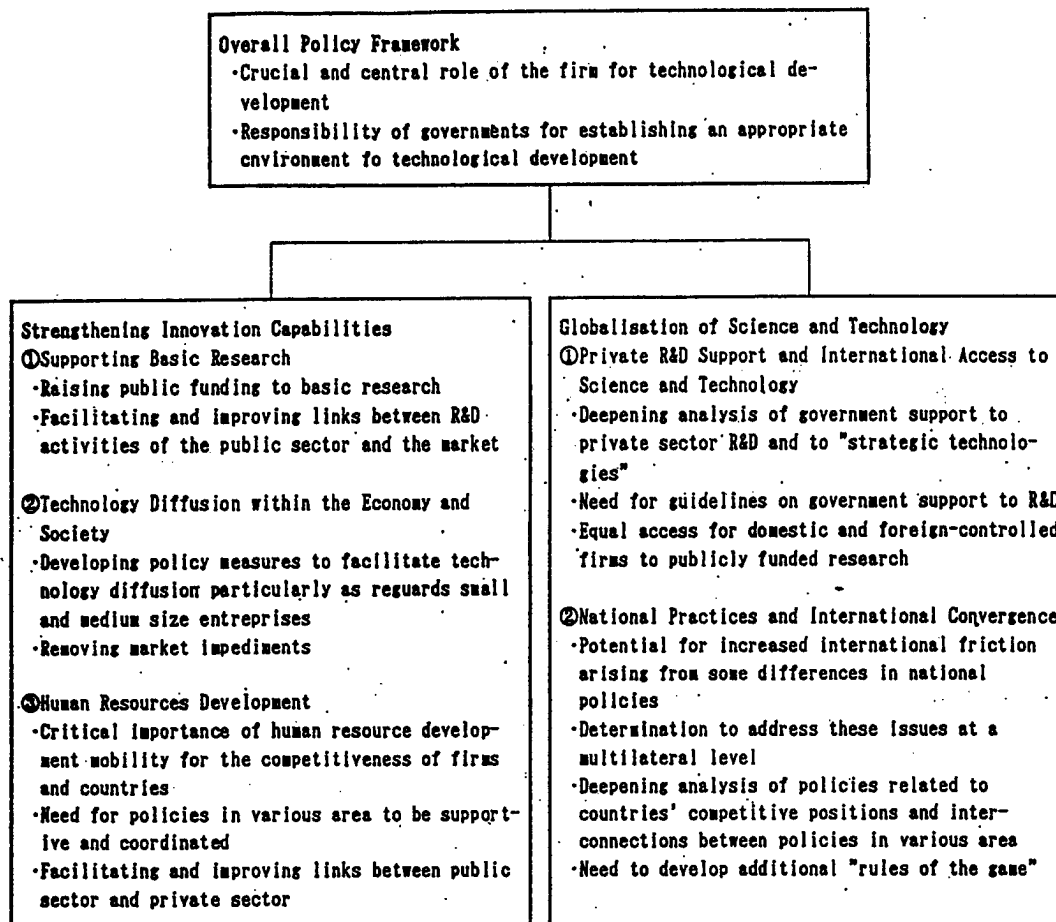 Overall Policy Framework
・Crucial and central role of the firm for technological de-
velopment
・Responsibility of governments for establishing an appropriate
environment fo technological development
Strengthening Innovation Capabilities
①Supporting Basic Research
・Raising public funding to basic research
・Facilitating and improving links between R&D
activities of the public sector and the market
②Technology Diffusion within the Economy and
Society
・Developing policy measures to facilitate tech-
nology diffusion particularly as reguards small
and medium size entreprises
・Removing market impediments
③Human Resources Development
・Critical importance of human resource develop-
ment mobility for the competitiveness of firms
and countries
・Need for policies in various area to be support-
ive and coordinated
・Facilitating and improving links between public
sector and private sector
Globalisation of Science and Technology
①Private R&D Support and International Access to
Science and Technology
・Deepening analysis of government support to
private sector R&D and to "strategic technolo-
gies"
・Need for guidelines on government support to R&D
・Equal access for domestic and foreign-controlled
firms to publicly funded research
②National Practices and International Convergence
・Potential for increased international friction
arising from some differences in national
policies
・Determination to address these issues at a
multilateral level
・Deepening analysis of policies related to
countries' competitive positions and inter-
connections between policies in various area
・Need to develop additional "rules of the game"